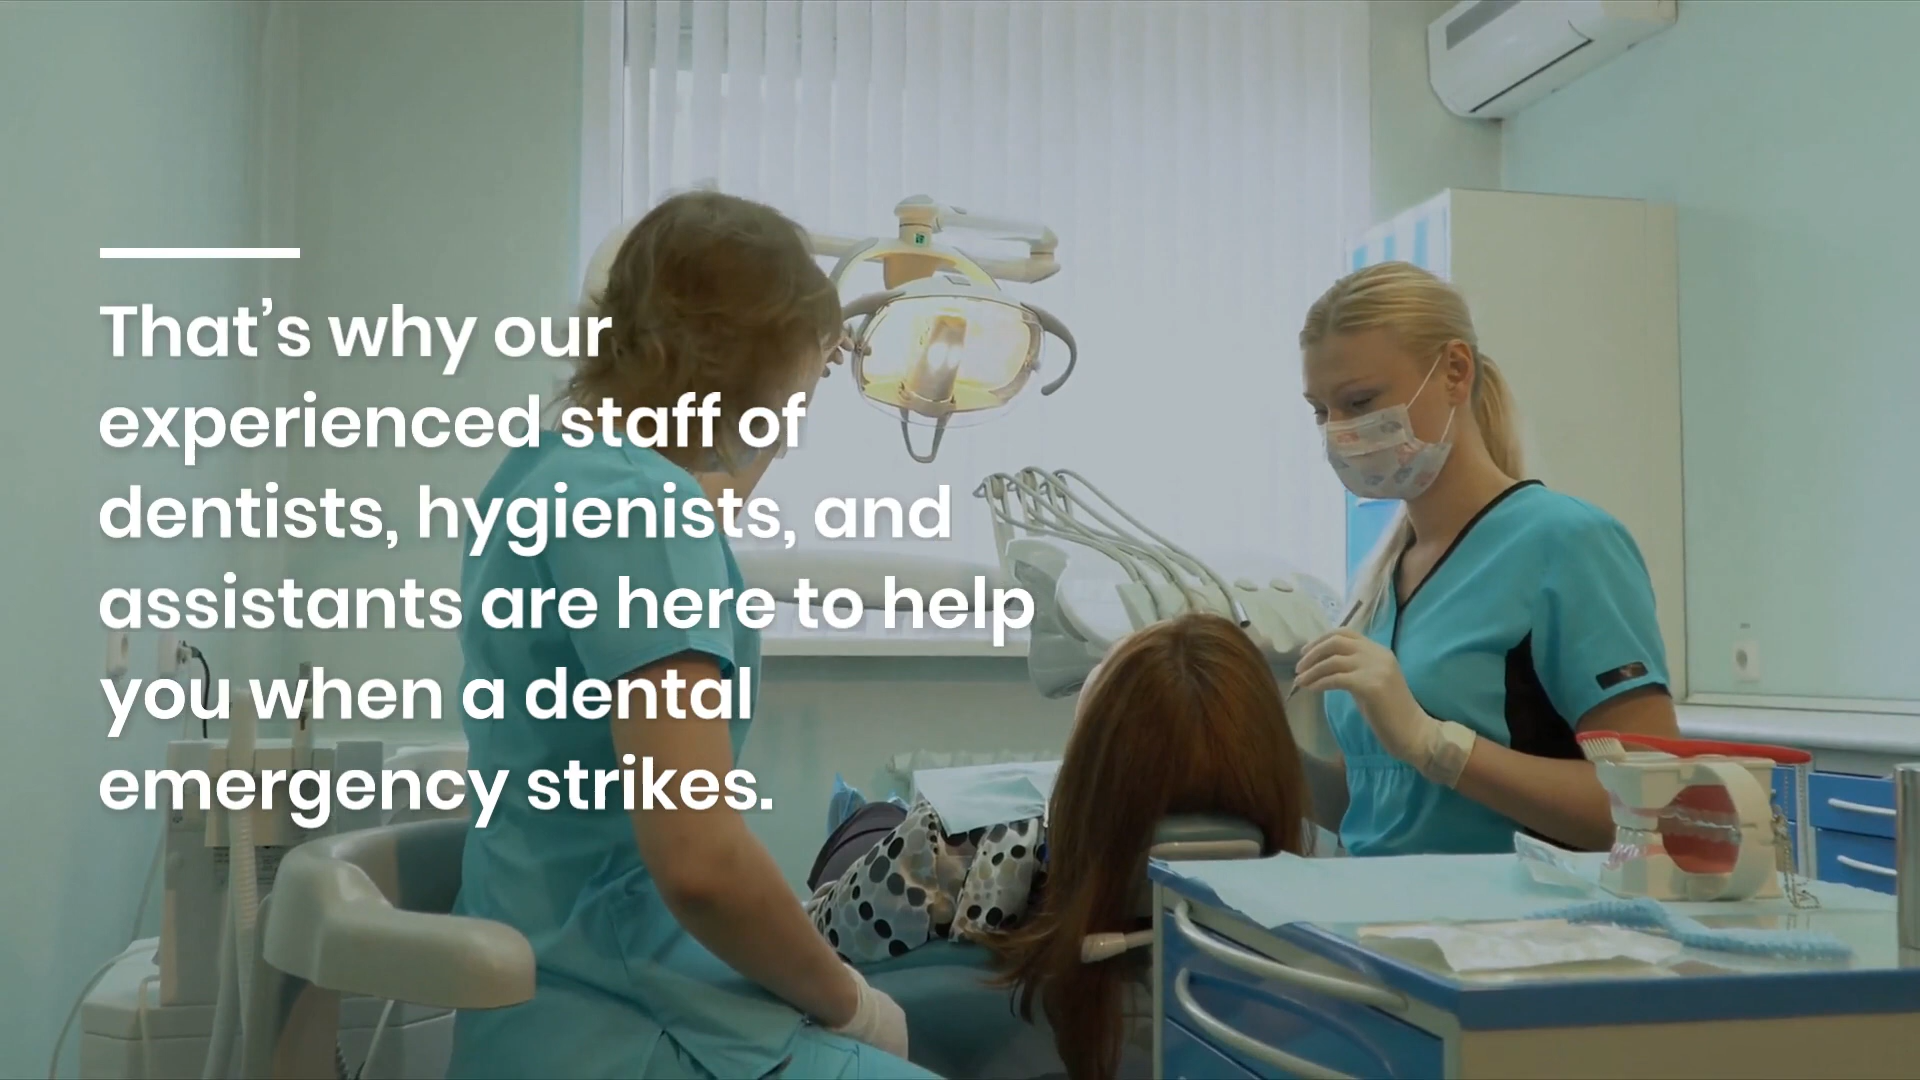 That’s why our
experienced staff of
dentists, hygienists, and
assistants are here to help
you when a dental
emergency strikes.